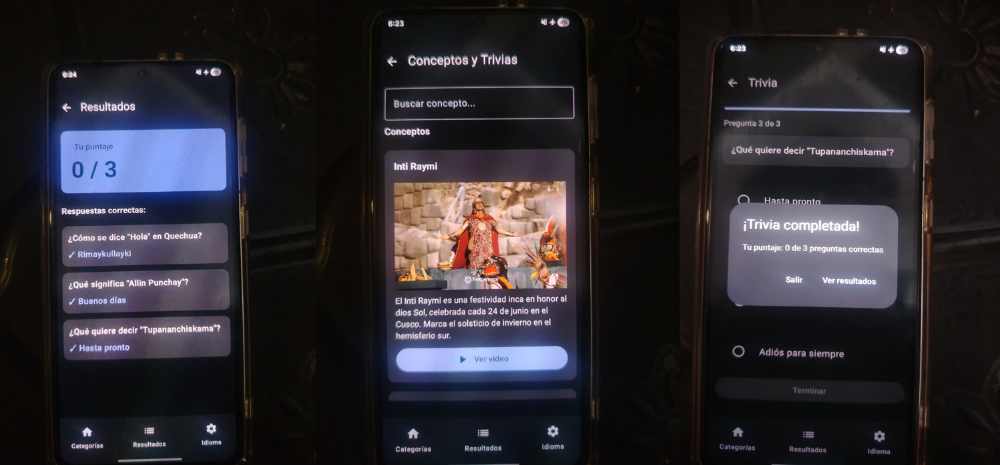 6:24
45
Resultados
Tu puntaje
0 / 3
Respuestas correctas:
¿Cómo se dice "Hola" en Quechua?
✓ Rimaykullayki
¿Qué significa "Allin Punchay"?
✓ Buenos días
¿Qué quiere decir "Tupananchiskama"?
✓ Hasta pronto
Categorías
Resultados
Idioma
6:23
45
Conceptos y Trivias
Buscar concepto...
Conceptos
Inti Raymi
TreXperience
El Inti Raymi es una festividad inca en honor al
dios Sol, celebrada cada 24 de junio en el
Cusco. Marca el solsticio de invierno en el
hemisferio sur.
Ver video
Categorías
Resultados
Idioma
6:23
45
Trivia
Pregunta 3 de 3
¿Qué quiere decir "Tupananchiskama"?
Hasta pronto
¡Trivia completada!
Tu puntaje: 0 de 3 preguntas correctas
Salir
Ver resultados
Adiós para siempre
Terminar
Categorías
Resultados
Idioma